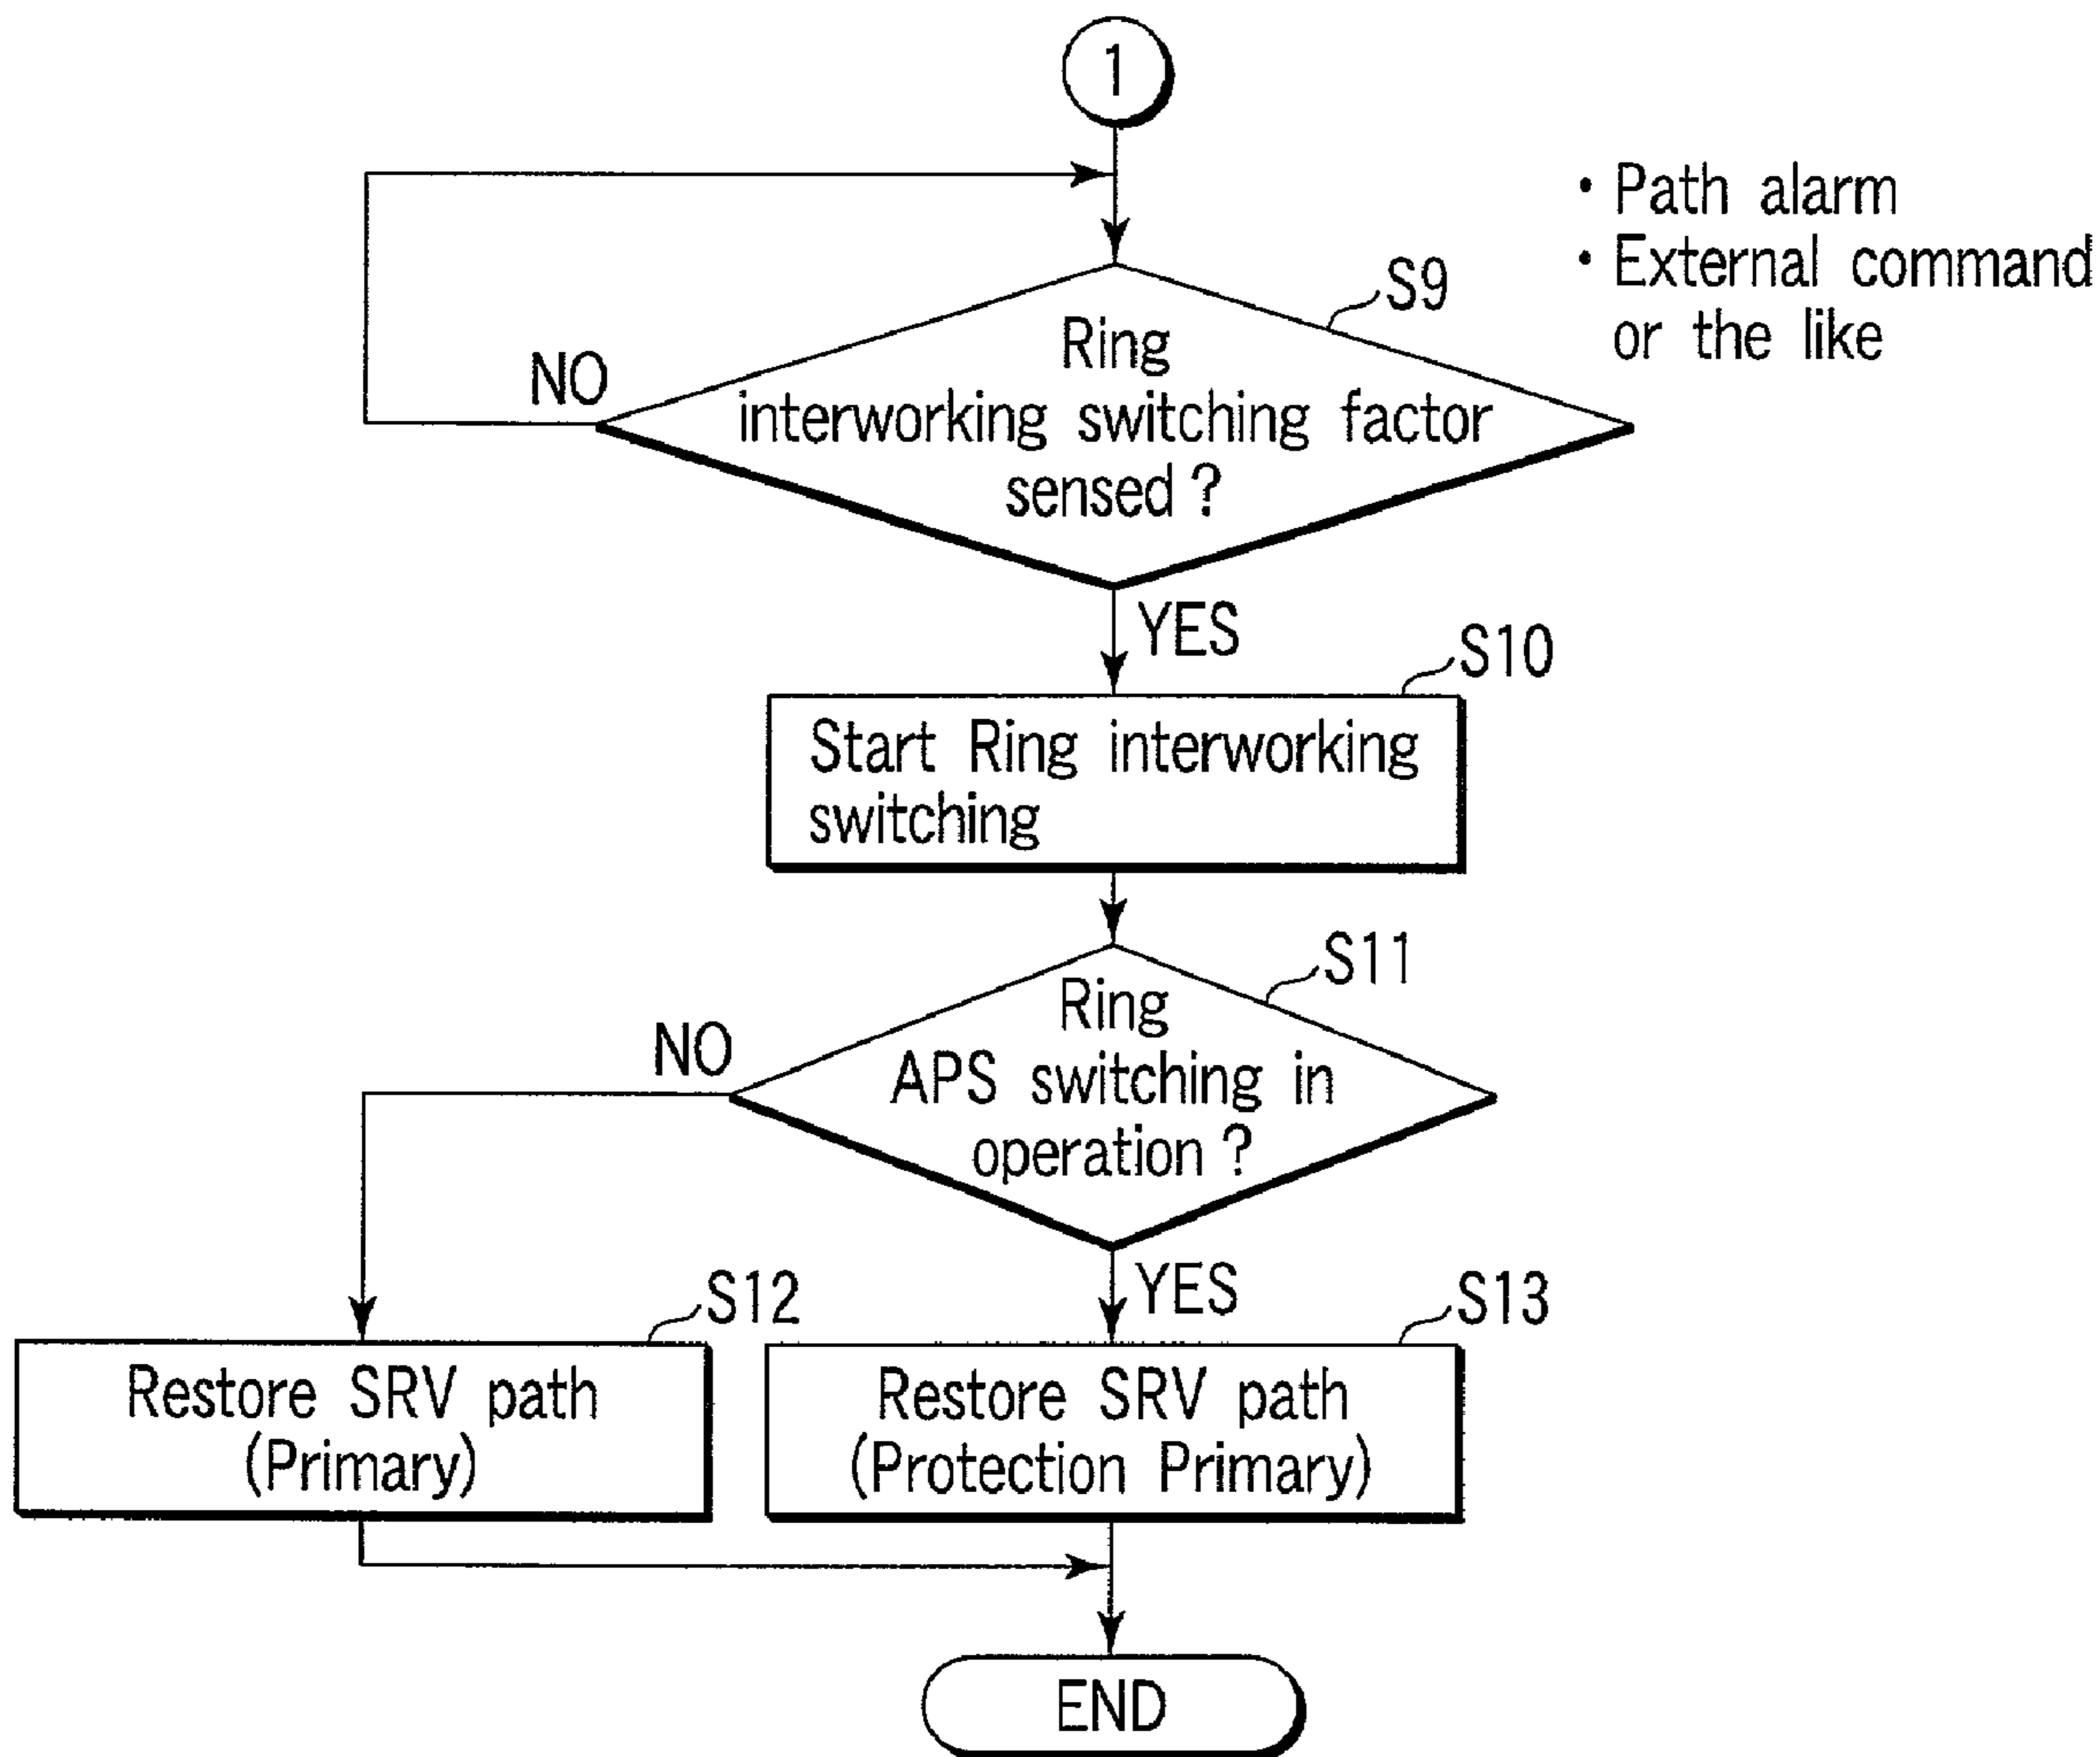 1
• Path alarm
• External command
or the like
S9
Ring
interworking switching factor
sensed ?
NO
YES
S10
Start Ring interworking
switching
S11
Ring
APS switching in
operation ?
NO
YES
S12
Restore SRV path
(Primary)
S13
Restore SRV path
(Protection Primary)
END